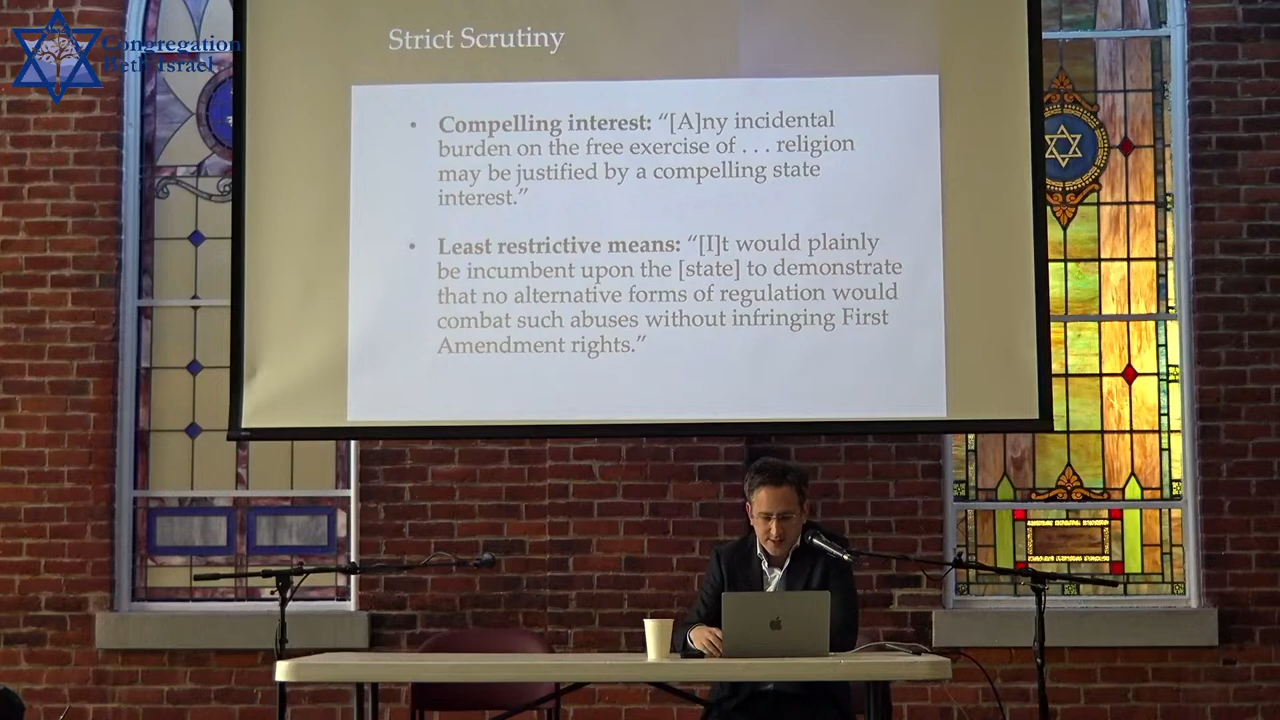 Congregation
Beth Israel
Strict Scrutiny
• Compelling interest: “[A]ny incidental
burden on the free exercise of . . . religion
may be justified by a compelling state
interest.”
• Least restrictive means: “[I]t would plainly
be incumbent upon the [state] to demonstrate
that no alternative forms of regulation would
combat such abuses without infringing First
Amendment rights.”